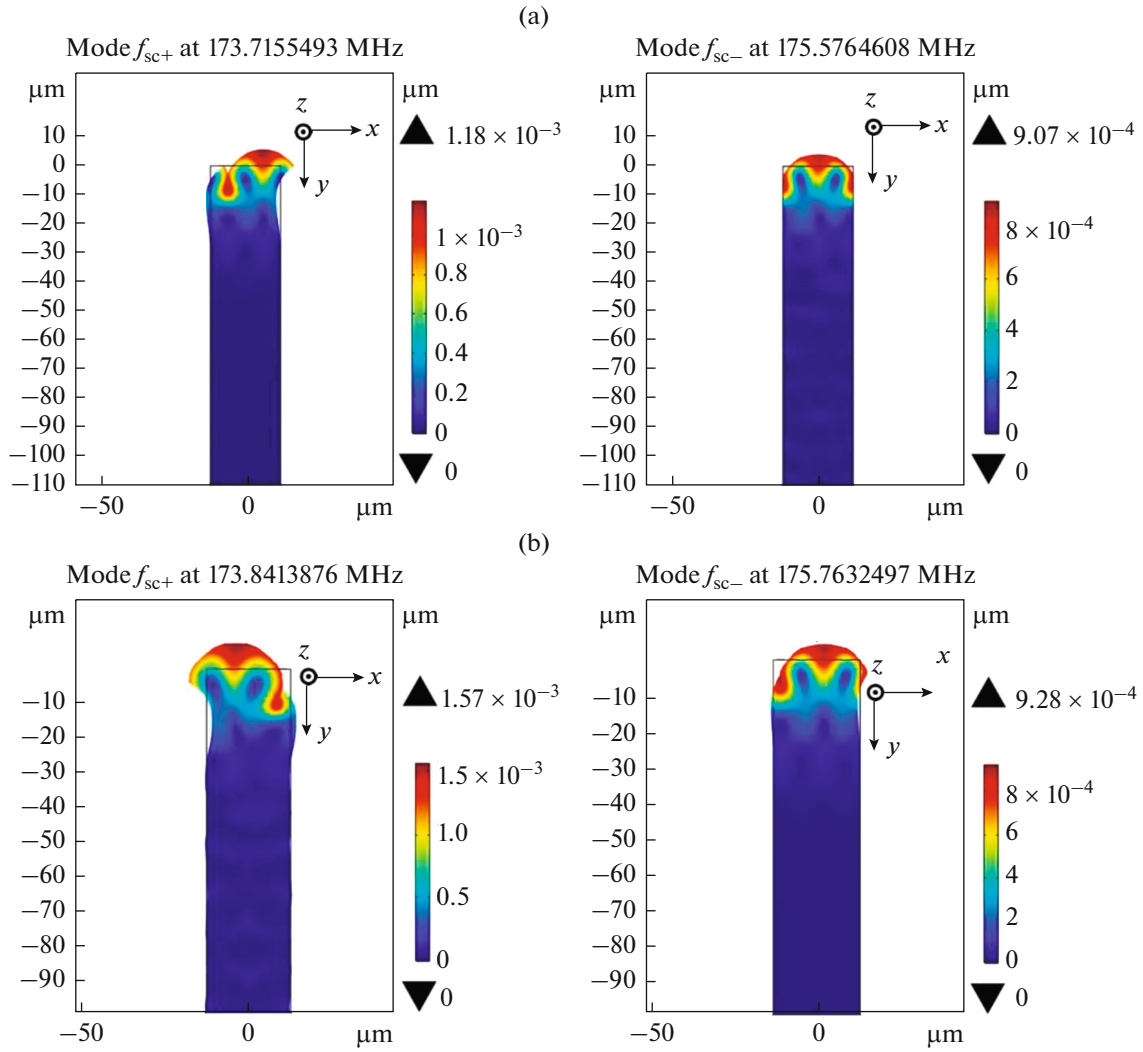 (a)
Mode f_sc+ at 173.7155493 MHz
μm
μm
z
x
y
1.18 × 10⁻³
10
0
−10
−20
−30
−40
−50
−60
−70
−80
−90
−100
−110
1 × 10⁻³
0.8
0.6
0.4
0.2
0
0
−50
0
μm
Mode f_sc− at 175.5764608 MHz
μm
μm
z
x
y
9.07 × 10⁻⁴
10
0
−10
−20
−30
−40
−50
−60
−70
−80
−90
−100
−110
8 × 10⁻⁴
6
4
2
0
0
−50
0
μm
(b)
Mode f_sc+ at 173.8413876 MHz
μm
μm
z
x
y
1.57 × 10⁻³
−10
−20
−30
−40
−50
−60
−70
−80
−90
1.5 × 10⁻³
1.0
0.5
0
0
−50
0
μm
Mode f_sc− at 175.7632497 MHz
μm
μm
z
x
y
9.28 × 10⁻⁴
−10
−20
−30
−40
−50
−60
−70
−80
−90
8 × 10⁻⁴
6
4
2
0
0
−50
0
μm